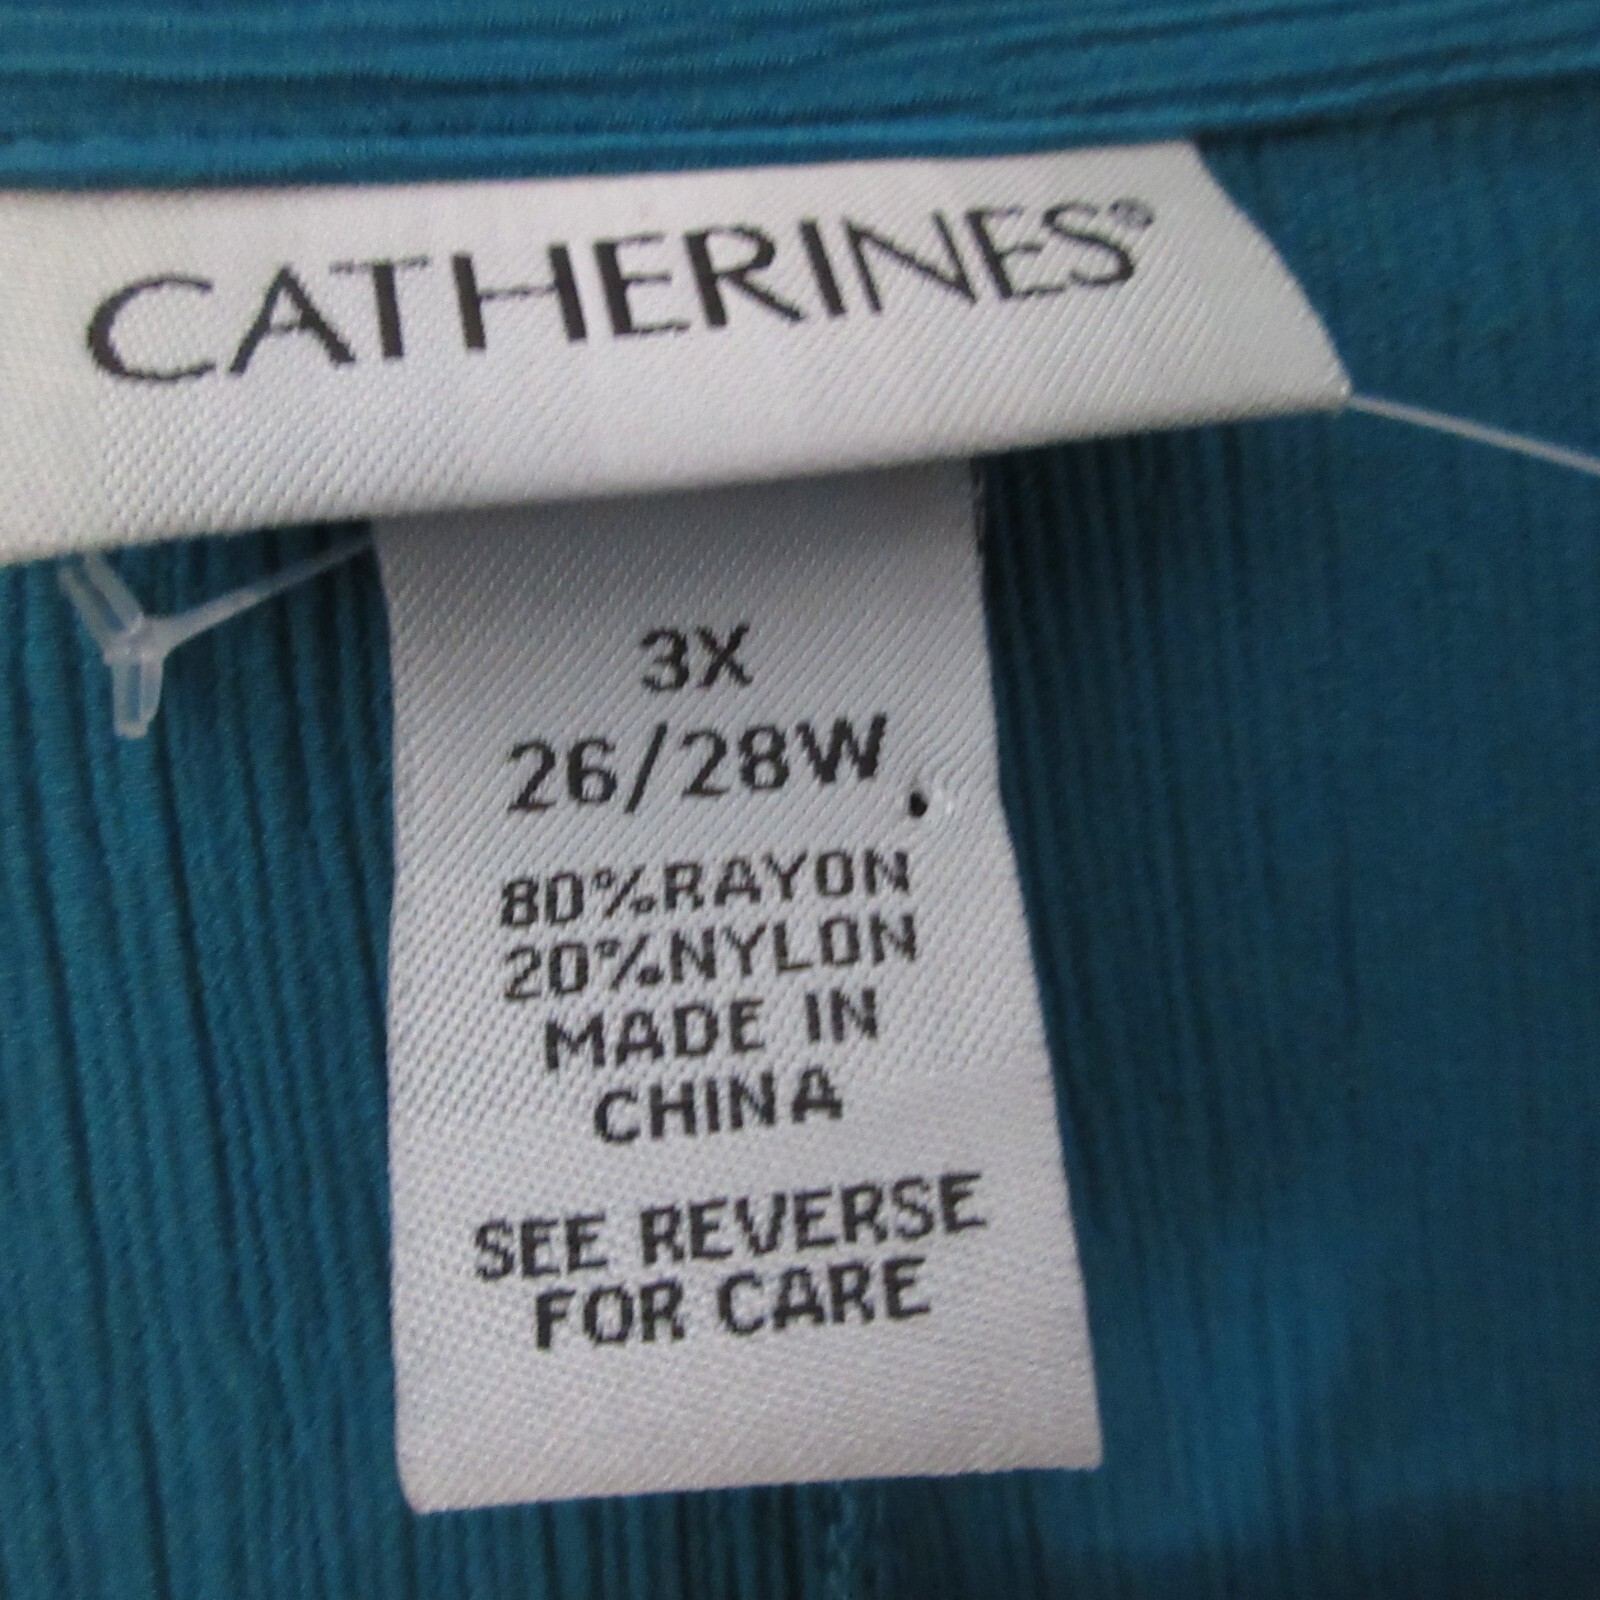 CATHERINES®
3X
26/28W
80%RAYON
20%NYLON
MADE IN
CHINA
SEE REVERSE
FOR CARE